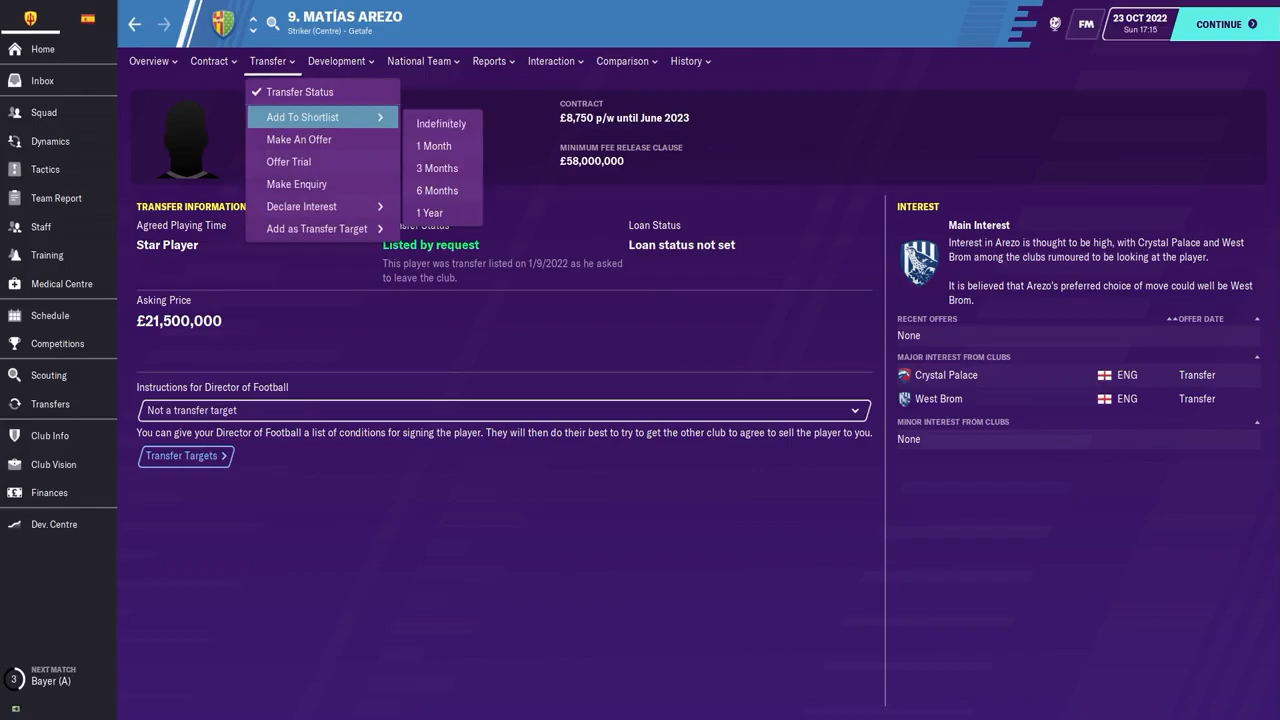 9. MATÍAS AREZO
Striker (Centre) - Getafe
FM
23 OCT 2022
Sun 17:15
CONTINUE
Home
Inbox
Squad
Dynamics
Tactics
Team Report
Staff
Training
Medical Centre
Schedule
Competitions
Scouting
Transfers
Club Info
Club Vision
Finances
Dev. Centre
3
NEXT MATCH
Bayer (A)
Overview
Contract
Transfer
Development
National Team
Reports
Interaction
Comparison
History
Transfer Status
Add To Shortlist
Make An Offer
Offer Trial
Make Enquiry
Declare Interest
Add as Transfer Target
Indefinitely
1 Month
3 Months
6 Months
1 Year
CONTRACT
£8,750 p/w until June 2023
MINIMUM FEE RELEASE CLAUSE
£58,000,000
TRANSFER INFORMATION
Agreed Playing Time
Star Player
Status
Listed by request
This player was transfer listed on 1/9/2022 as he asked
to leave the club.
Loan Status
Loan status not set
Asking Price
£21,500,000
Instructions for Director of Football
Not a transfer target
You can give your Director of Football a list of conditions for signing the player. They will then do their best to try to get the other club to agree to sell the player to you.
Transfer Targets
INTEREST
Main Interest
Interest in Arezo is thought to be high, with Crystal Palace and West
Brom among the clubs rumoured to be looking at the player.
It is believed that Arezo's preferred choice of move could well be West
Brom.
RECENT OFFERS
OFFER DATE
None
MAJOR INTEREST FROM CLUBS
Crystal Palace ENG Transfer
West Brom ENG Transfer
MINOR INTEREST FROM CLUBS
None